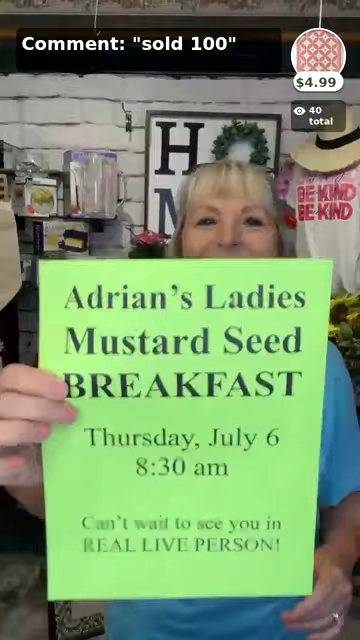 Comment: "sold 100"
$4.99
40
total
H
BE KIND
BE KIND
Adrian's Ladies
Mustard Seed
BREAKFAST
Thursday, July 6
8:30 am
Can't wait to see you in
REAL LIVE PERSON!